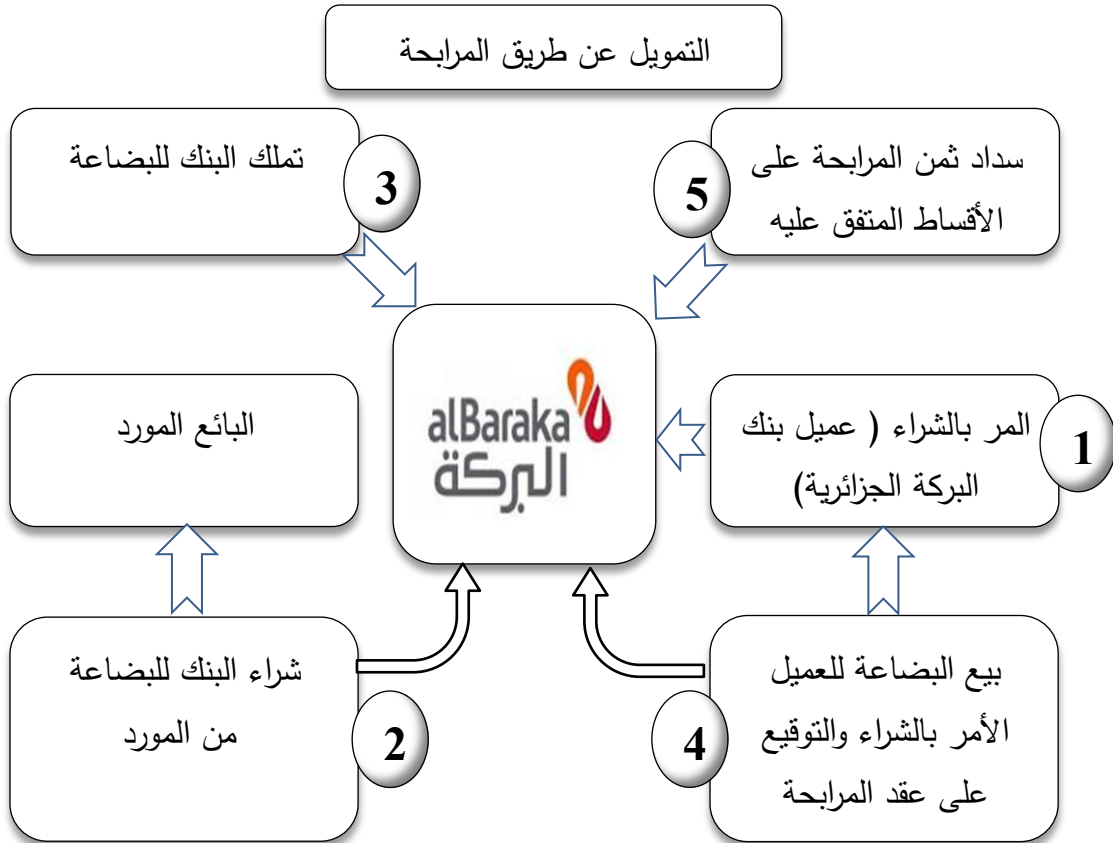 التمويل عن طريق المرابحة
سداد ثمن المرابحة على
الأقساط المتفق عليه
5
تملك البنك للبضاعة
3
المر بالشراء ( عميل بنك
البركة الجزائرية)
1
alBaraka
البركة
البائع المورد
بيع البضاعة للعميل
الأمر بالشراء والتوقيع
على عقد المرابحة
4
شراء البنك للبضاعة
من المورد
2